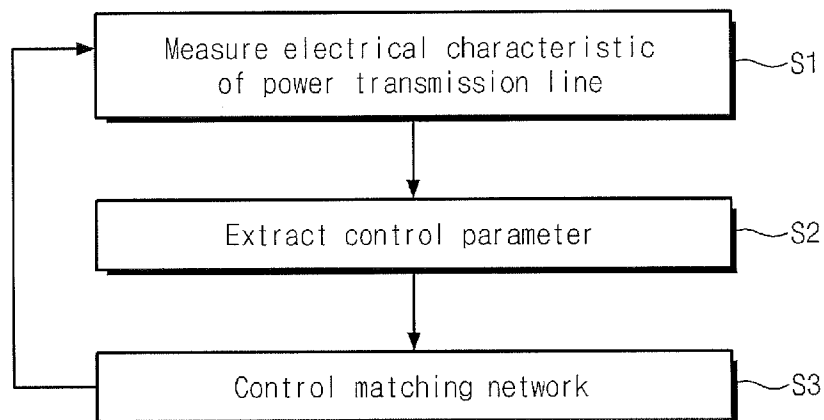 Measure electrical characteristic
of power transmission line
S1
Extract control parameter
S2
Control matching network
S3